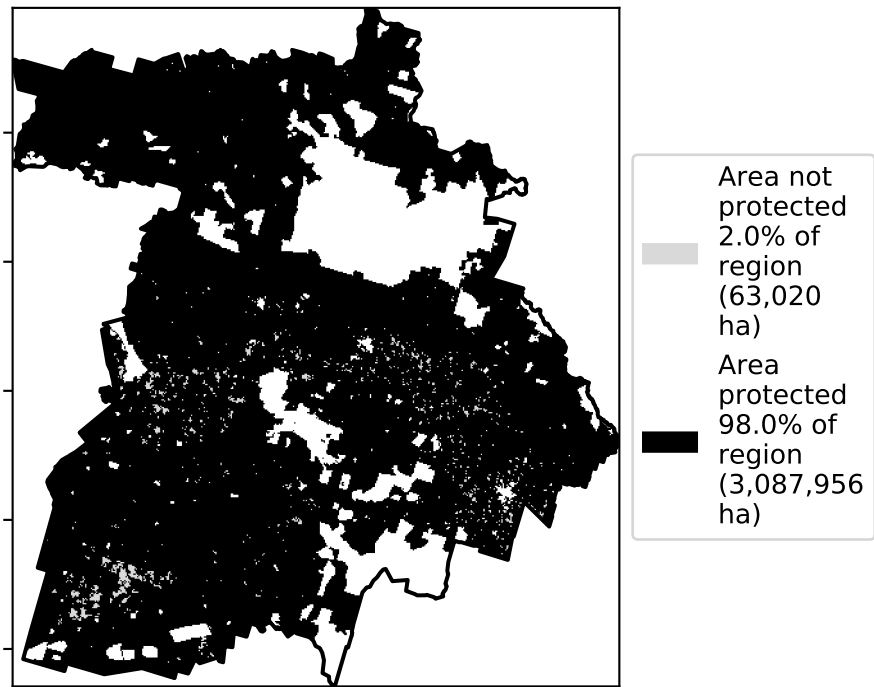 Area not
protected
2.0% of
region
(63,020
ha)
Area
protected
98.0% of
region
(3,087,956
ha)